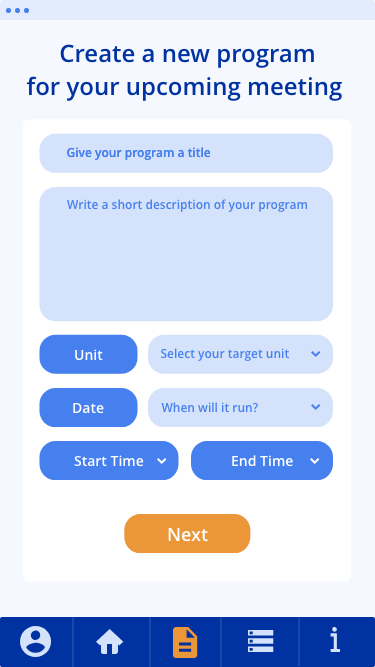 Create a new program
for your upcoming meeting
Give your program a title
Write a short description of your program
Unit
Select your target unit
Date
When will it run?
Start Time
End Time
Next